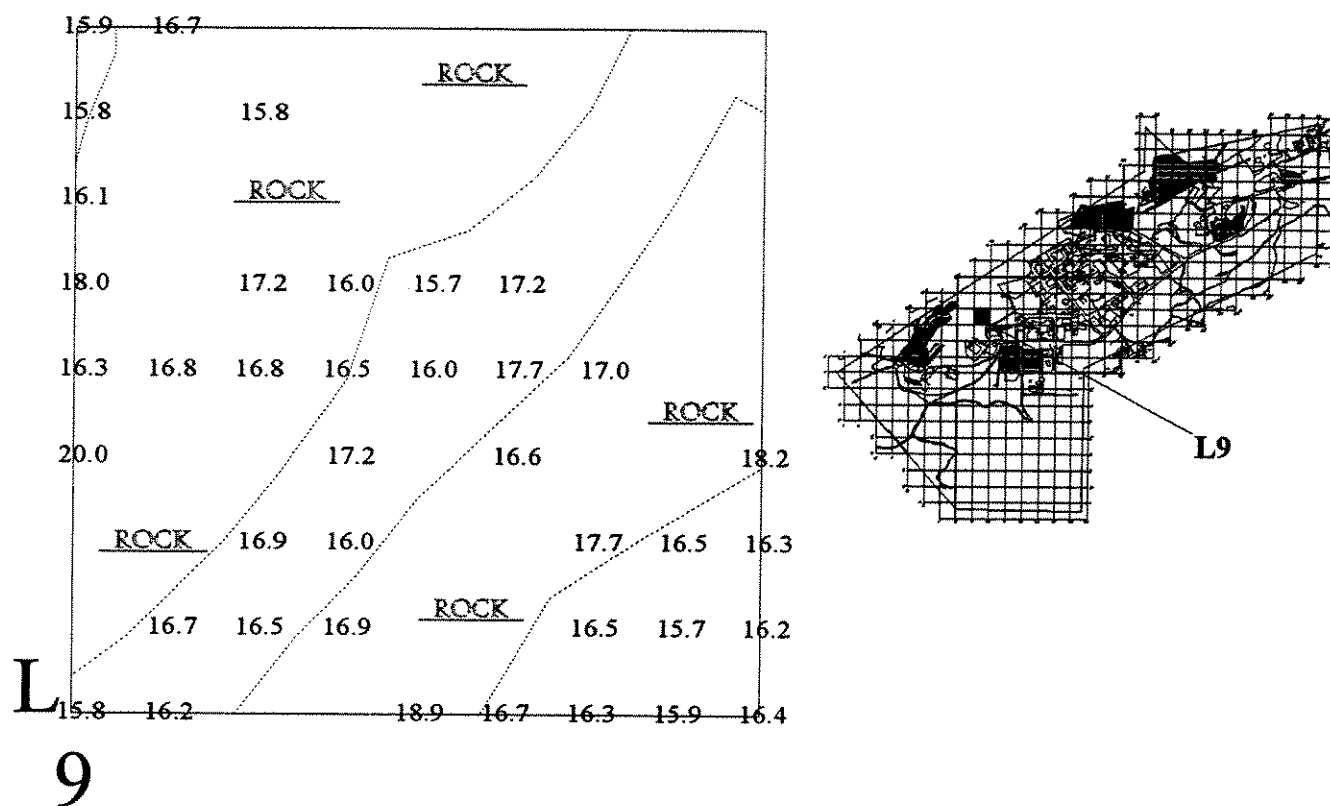 15.9 16.7
ROCK
15.8 15.8
16.1 ROCK
18.0 17.2 16.0 15.7 17.2
16.3 16.8 16.8 16.5 16.0 17.7 17.0
ROCK
20.0 17.2 16.6 18.2
L9
ROCK 16.9 16.0 17.7 16.5 16.3
16.7 16.5 16.9 ROCK 16.5 15.7 16.2
L 15.8 16.2 18.9 16.7 16.3 15.9 16.4
9